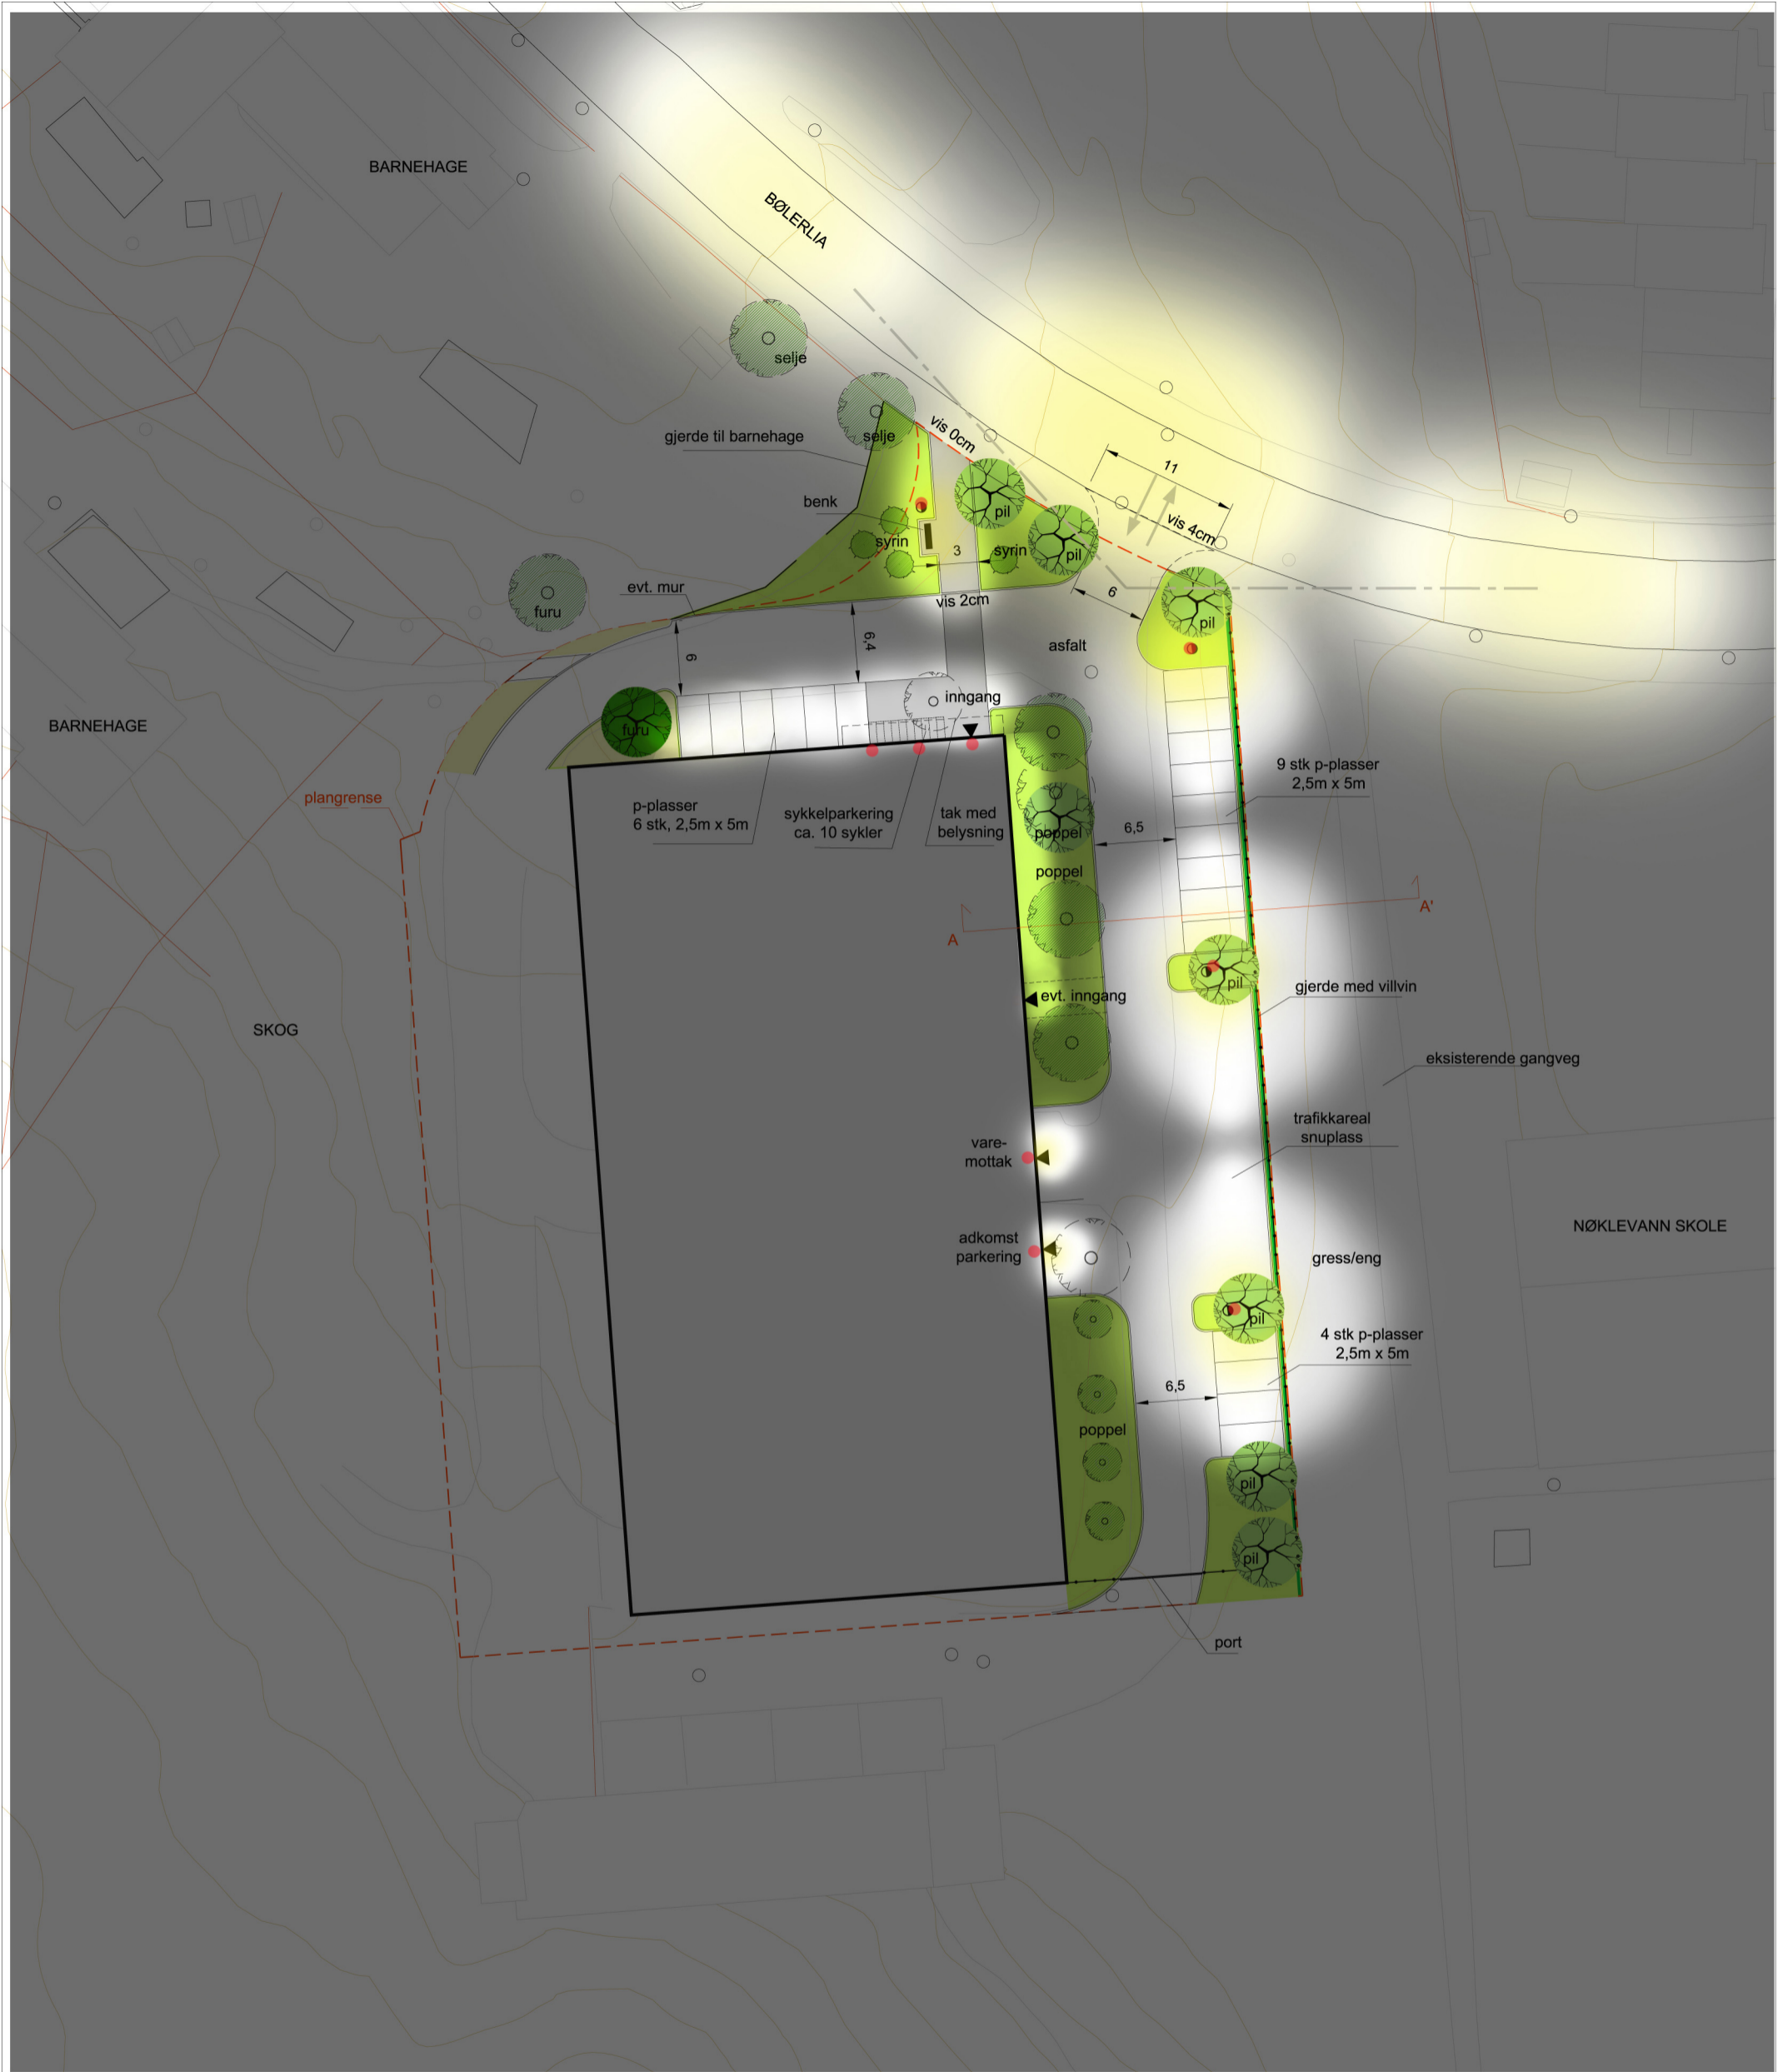 BARNEHAGE
BØLERLIA
selje
selje
vis 0cm
gjerde til barnehage
11
benk
pil
vis 4cm
syrin
3
syrin
pil
evt. mur
furu
vis 2cm
6
pil
6,4
6
asfalt
inngang
BARNEHAGE
furu
plangrense
p-plasser
6 stk, 2,5m x 5m
sykkelparkering
ca. 10 sykler
tak med
belysning
9 stk p-plasser
2,5m x 5m
poppel
6,5
poppel
A
A'
pil
evt. inngang
gjerde med villvin
SKOG
eksisterende gangveg
trafikkareal
snuplass
vare-
mottak
NØKLEVANN SKOLE
adkomst
parkering
gress/eng
pil
4 stk p-plasser
2,5m x 5m
6,5
poppel
pil
pil
port